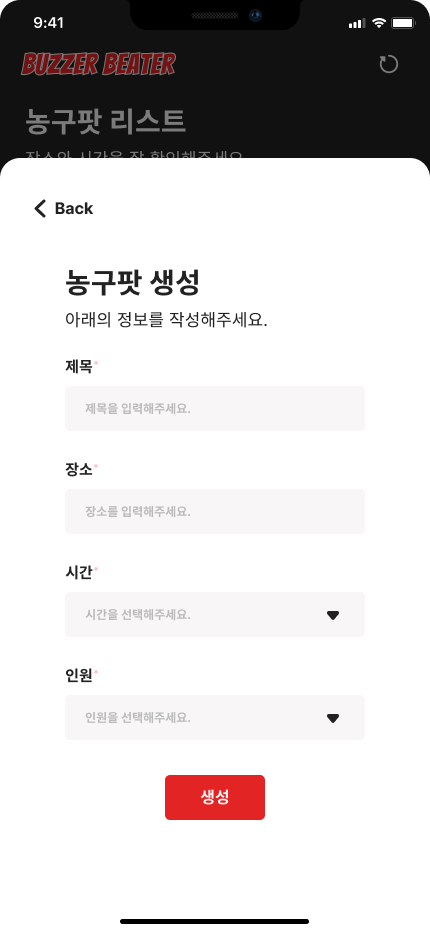 9:41
BUZZER BEATER
농구팟 리스트
장소와 시간을 잘 확인해주세요
Back
농구팟 생성
아래의 정보를 작성해주세요.
제목*
제목을 입력해주세요.
장소*
장소를 입력해주세요.
시간*
시간을 선택해주세요.
인원*
인원을 선택해주세요.
생성